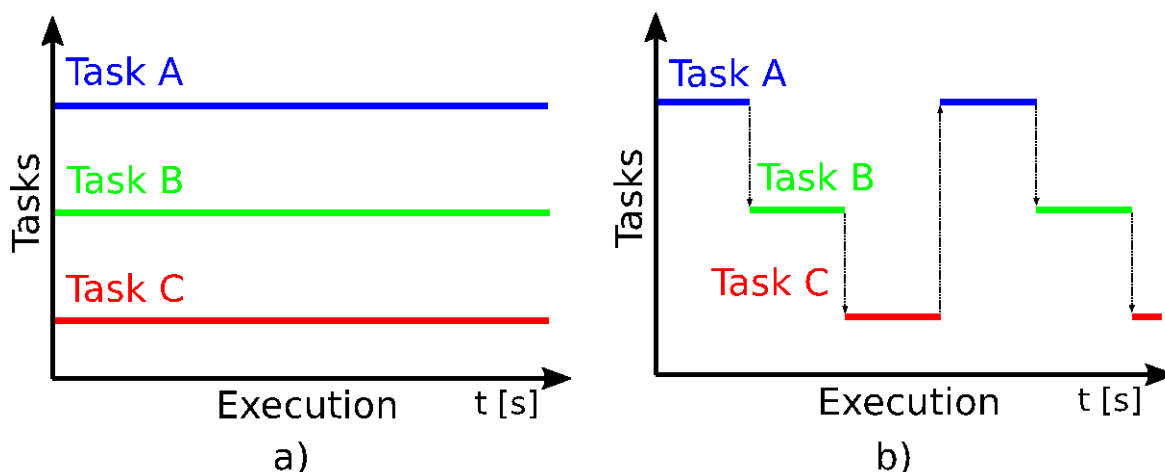 Tasks
Task A
Task B
Task C
Execution
t [s]
a)
Tasks
Task A
Task B
Task C
Execution
t [s]
b)